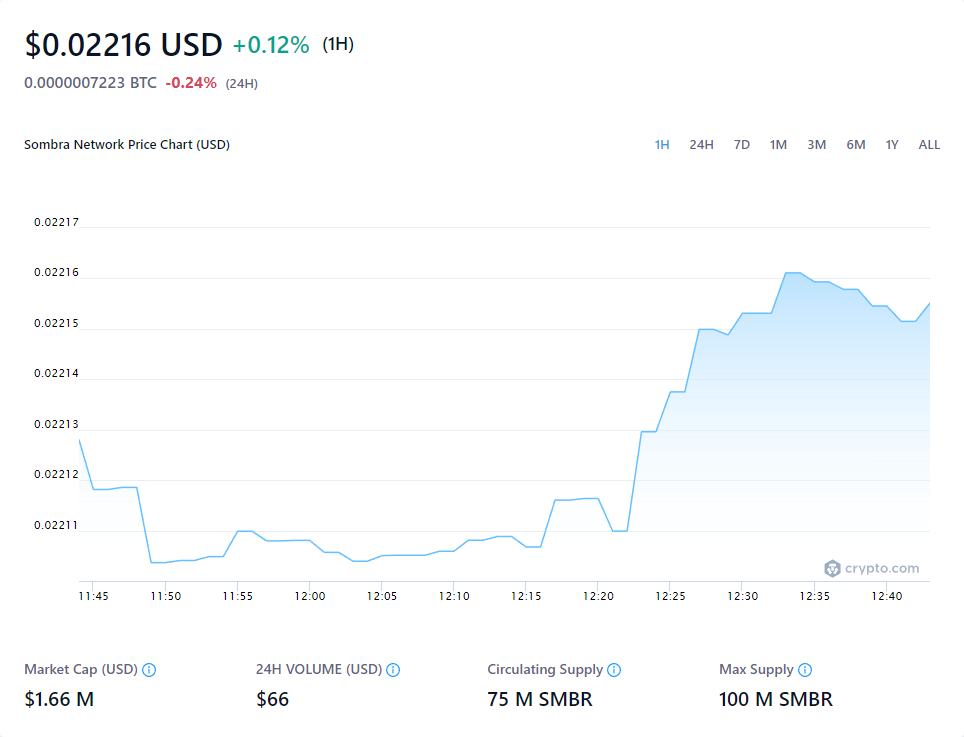 $0.02216 USD +0.12% (1H)
0.0000007223 BTC -0.24% (24H)
Sombra Network Price Chart (USD) 1H 24H 7D 1M 3M 6M 1Y ALL
0.02217
0.02216
0.02215
0.02214
0.02213
0.02212
0.02211
crypto.com
11:45 11:50 11:55 12:00 12:05 12:10 12:15 12:20 12:25 12:30 12:35 12:40
Market Cap (USD) 24H VOLUME (USD) Circulating Supply Max Supply
$1.66 M $66 75 M SMBR 100 M SMBR